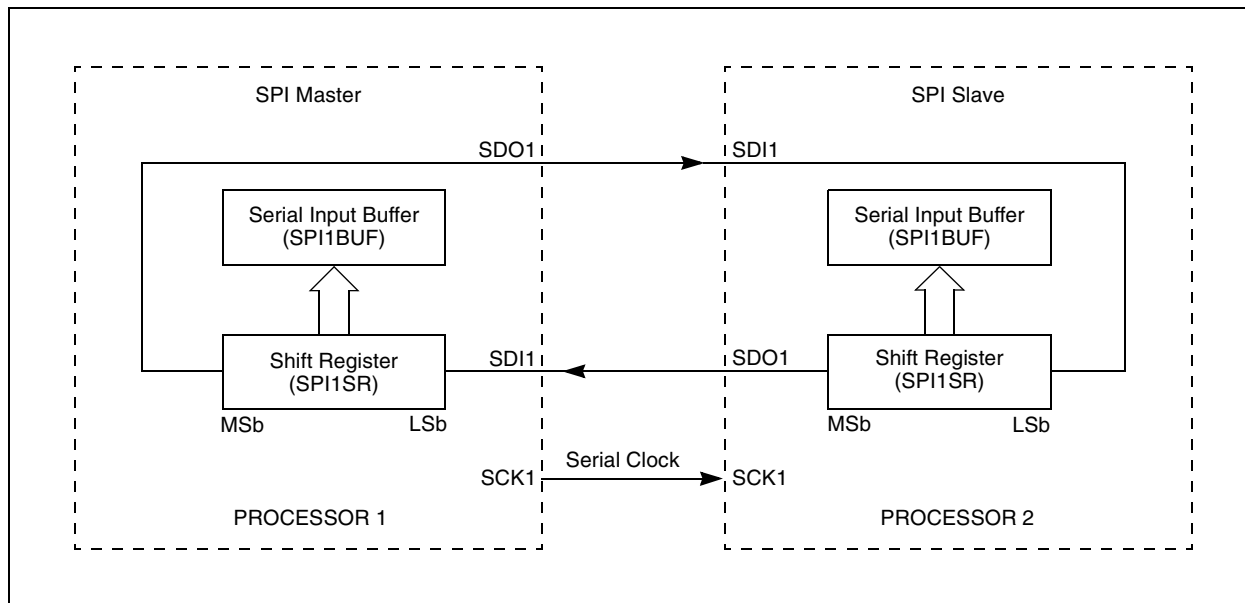 SPI Master
SPI Slave
SDO1
SDI1
Serial Input Buffer
(SPI1BUF)
Serial Input Buffer
(SPI1BUF)
Shift Register
(SPI1SR)
SDI1
SDO1
Shift Register
(SPI1SR)
MSb
LSb
MSb
LSb
Serial Clock
SCK1
SCK1
PROCESSOR 1
PROCESSOR 2